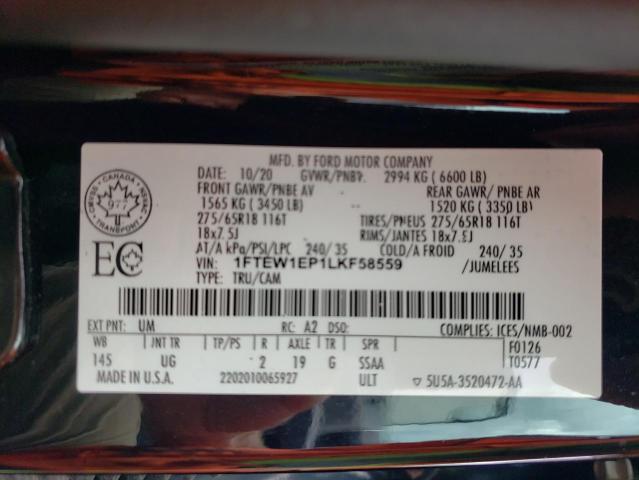 MFD. BY FORD MOTOR COMPANY
DATE: 10/20 GVWR/PNBV: 2994 KG ( 6600 LB)
FRONT GAWR/PNBE AV REAR GAWR/ PNBE AR
1565 KG ( 3450 LB) 1520 KG ( 3350 LB)
275/65R18 116T TIRES/PNEUS 275/65R18 116T
18x7.5J RIMS/JANTES 18x7.5J
AT/A kPa/PSI/LPC 240/ 35 COLD/A FROID 240/ 35
VIN: 1FTEW1EP1LKF58559 /JUMELEES
TYPE: TRU/CAM
CANADA
977
TRANSPORT
EC
EXT PNT: UM RC: A2 DSO: COMPLIES: ICES/NMB-002
WB INT TR TP/PS R AXLE TR SPR F0126
145 UG 2 19 G SSAA T0577
MADE IN U.S.A. 2202010065927 ULT ▽ 5U5A-3520472-AA